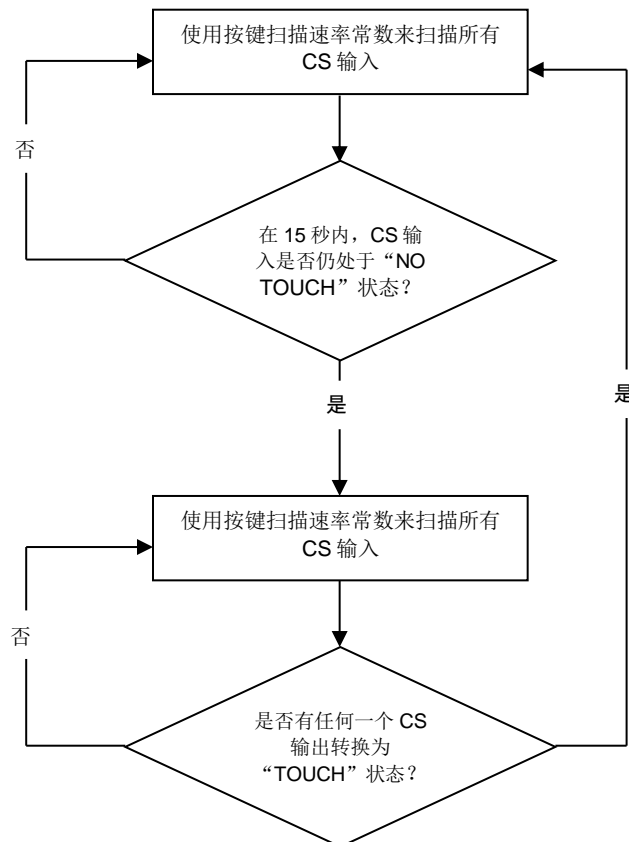 使用按键扫描速率常数来扫描所有
CS 输入
否
在 15 秒内，CS 输
入是否仍处于“NO
TOUCH”状态？
是
是
使用按键扫描速率常数来扫描所有
CS 输入
否
是否有任何一个 CS
输出转换为
“TOUCH”状态？